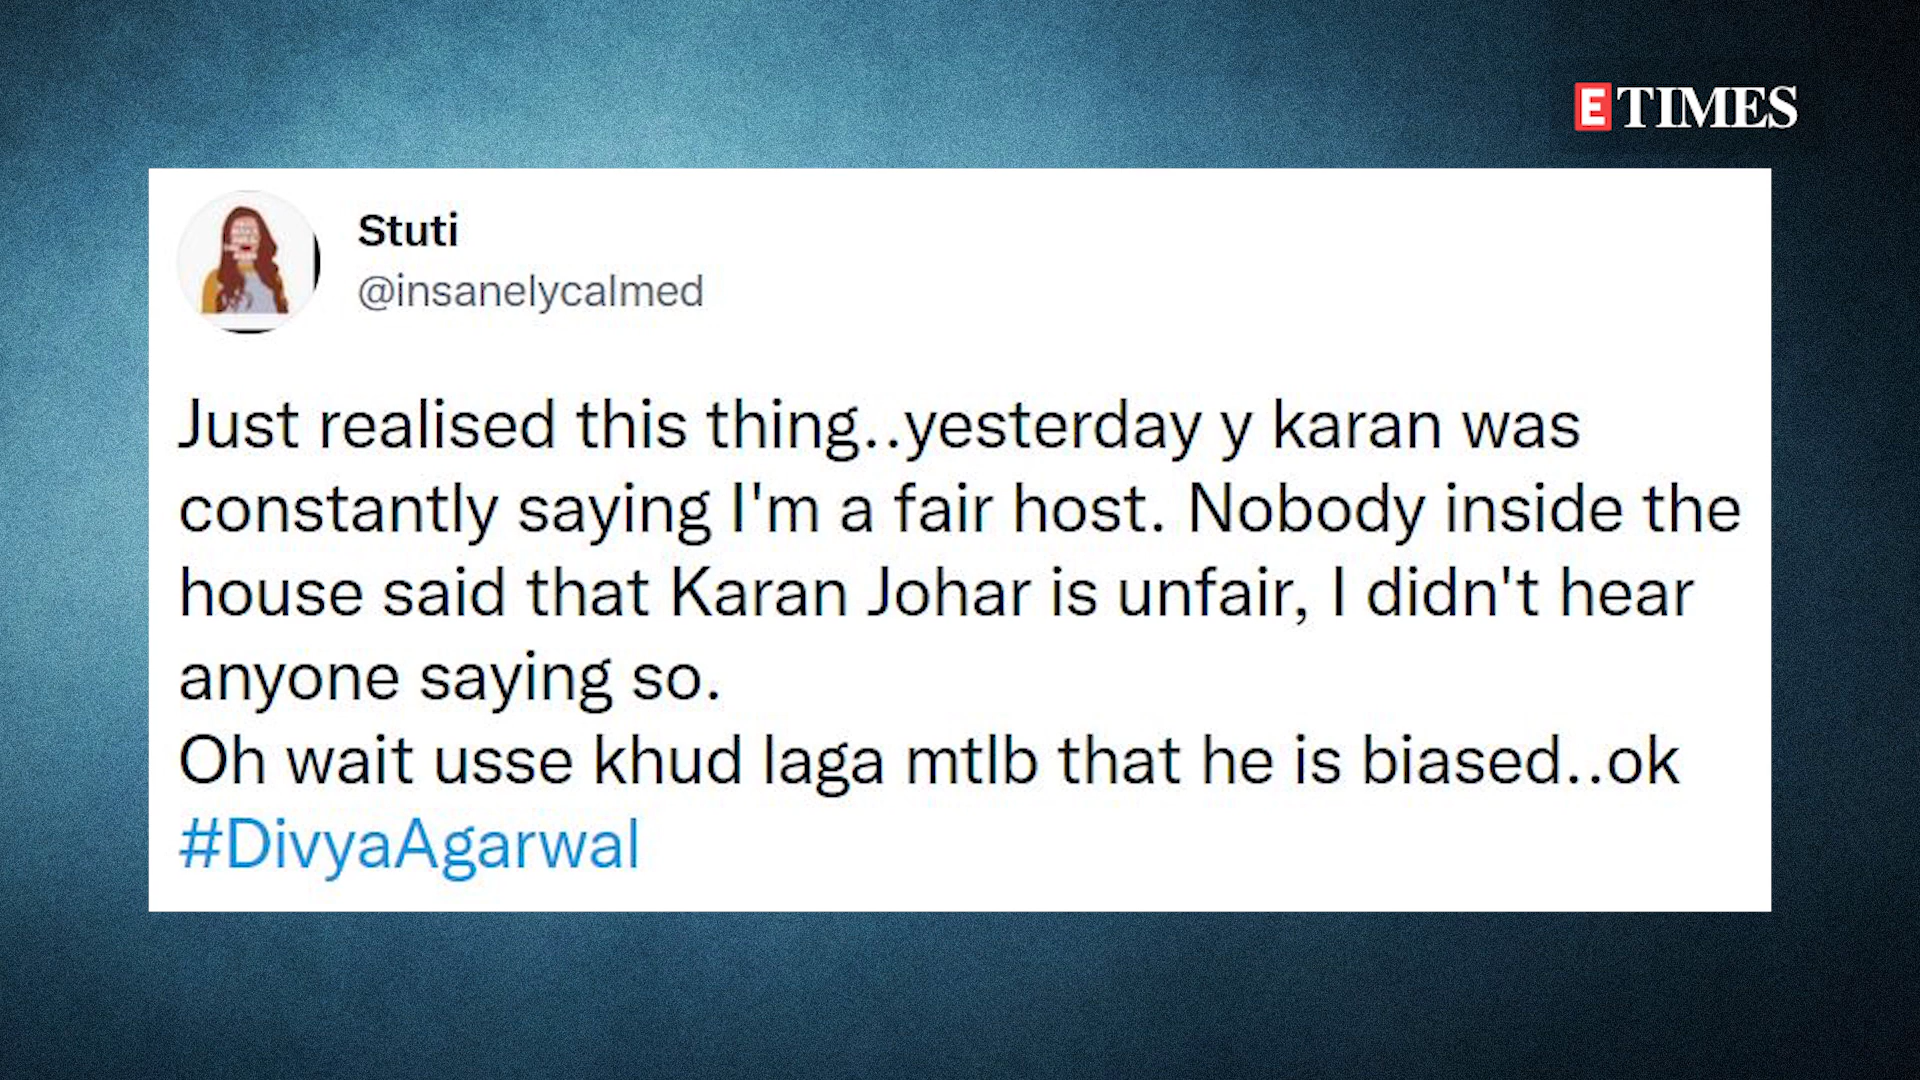 E TIMES
Stuti
@insanelycalmed
Just realised this thing..yesterday y karan was
constantly saying I'm a fair host. Nobody inside the
house said that Karan Johar is unfair, I didn't hear
anyone saying so.
Oh wait usse khud laga mtlb that he is biased..ok
#DivyaAgarwal